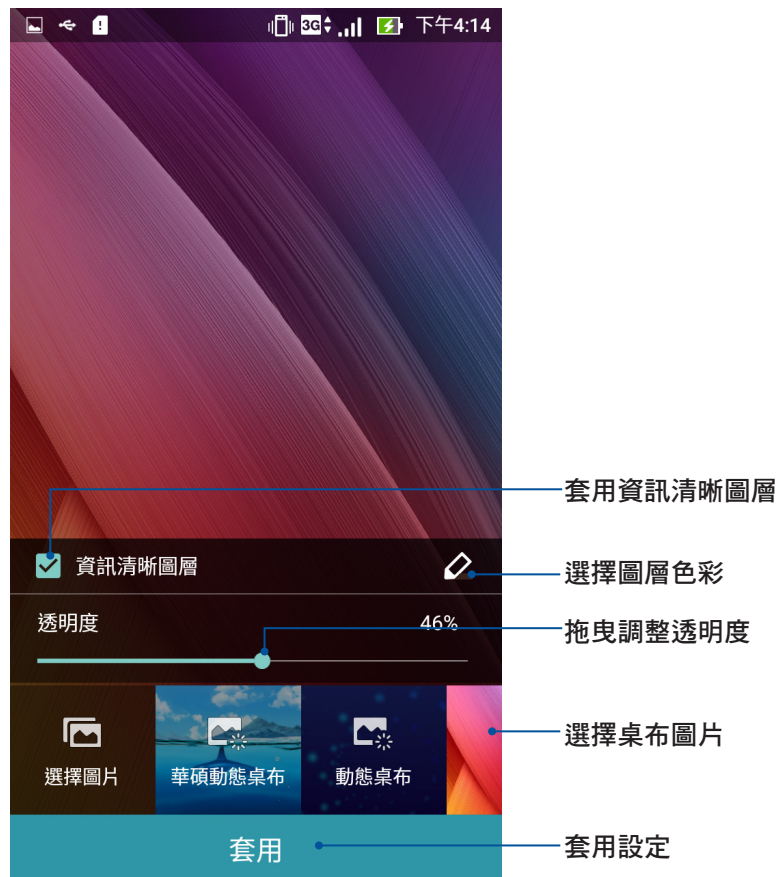 3G 下午4:14
套用資訊清晰圖層
資訊清晰圖層
選擇圖層色彩
透明度 46%
拖曳調整透明度
選擇圖片 華碩動態桌布 動態桌布
選擇桌布圖片
套用
套用設定